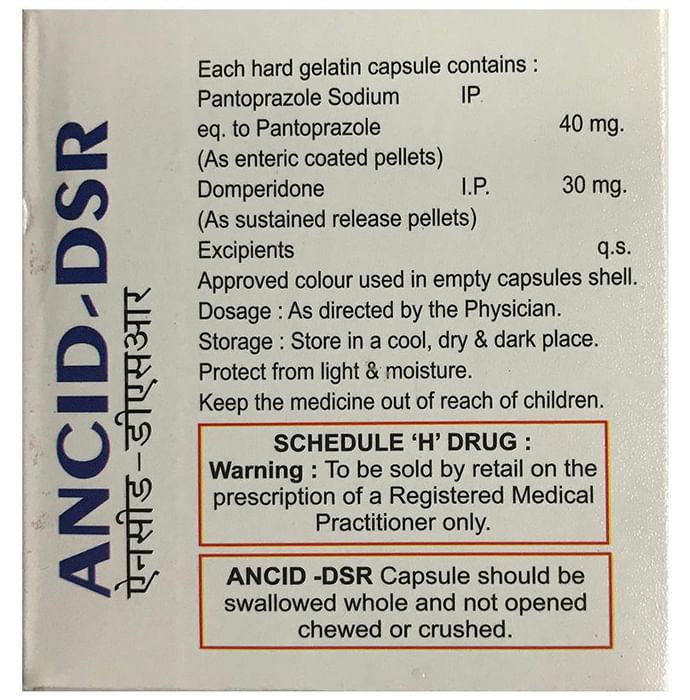 ANCID-DSR
ऐनसीड-डीएसआर
Each hard gelatin capsule contains :
Pantoprazole Sodium IP
eq. to Pantoprazole 40 mg.
(As enteric coated pellets)
Domperidone I.P. 30 mg.
(As sustained release pellets)
Excipients q.s.
Approved colour used in empty capsules shell.
Dosage : As directed by the Physician.
Storage : Store in a cool, dry & dark place.
Protect from light & moisture.
Keep the medicine out of reach of children.
SCHEDULE ‘H’ DRUG :
Warning : To be sold by retail on the
prescription of a Registered Medical
Practitioner only.
ANCID -DSR Capsule should be
swallowed whole and not opened
chewed or crushed.